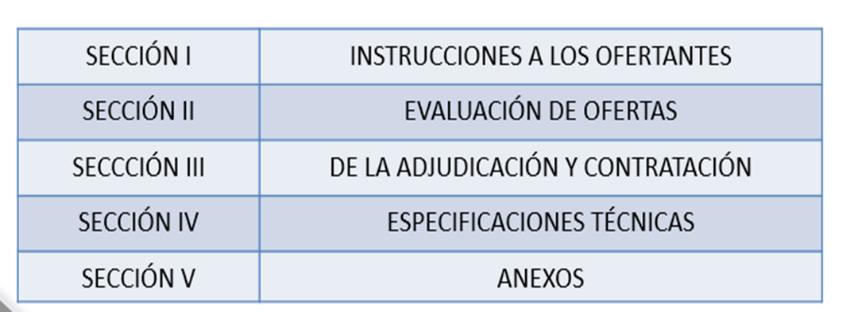 SECCIÓN I INSTRUCCIONES A LOS OFERTANTES
SECCIÓN II EVALUACIÓN DE OFERTAS
SECCCIÓN III DE LA ADJUDICACIÓN Y CONTRATACIÓN
SECCIÓN IV ESPECIFICACIONES TÉCNICAS
SECCIÓN V ANEXOS